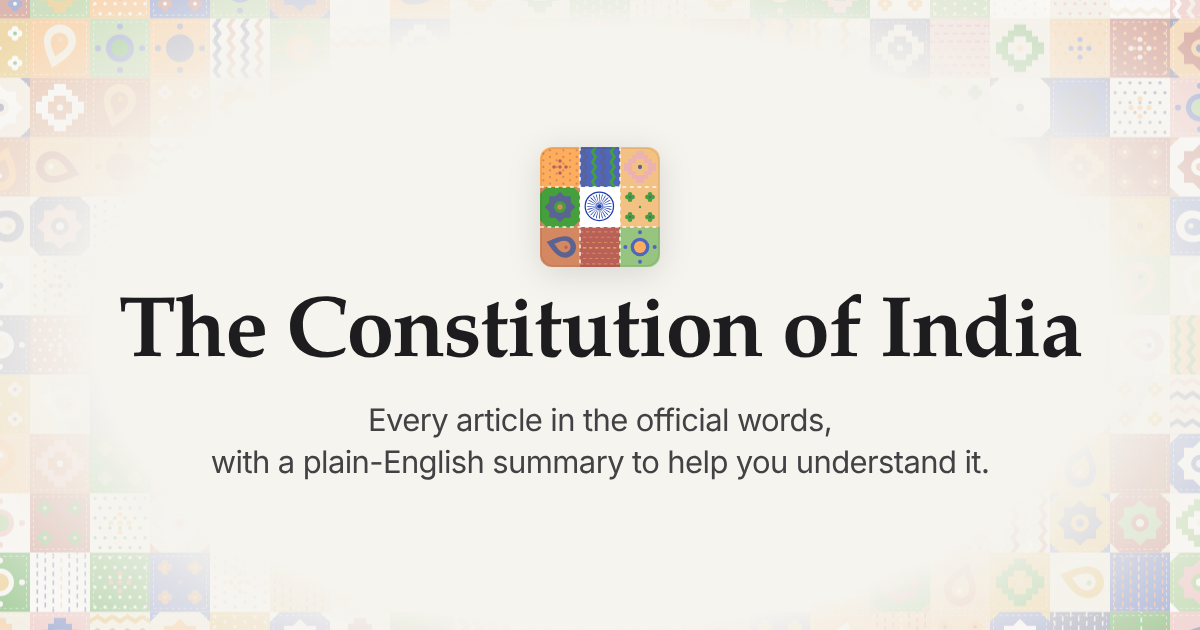 The Constitution of India
Every article in the official words,
with a plain-English summary to help you understand it.